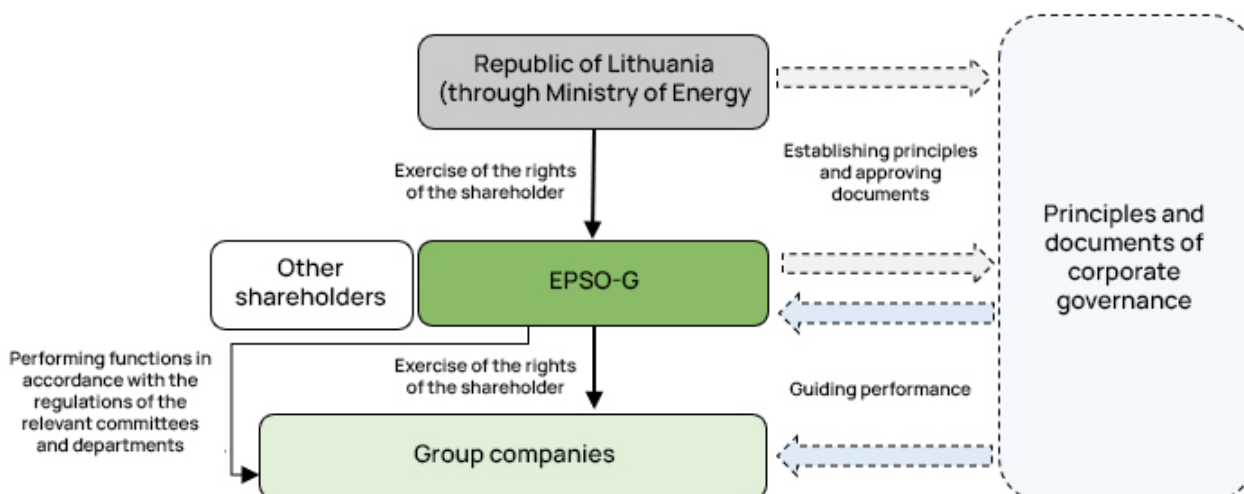 Republic of Lithuania
(through Ministry of Energy
Exercise of the rights
of the shareholder
Establishing principles
and approving
documents
Principles and
documents of
corporate
governance
Other
shareholders
EPSO-G
Performing functions in
accordance with the
regulations of the
relevant committees
and departments
Exercise of the rights
of the shareholder
Guiding performance
Group companies